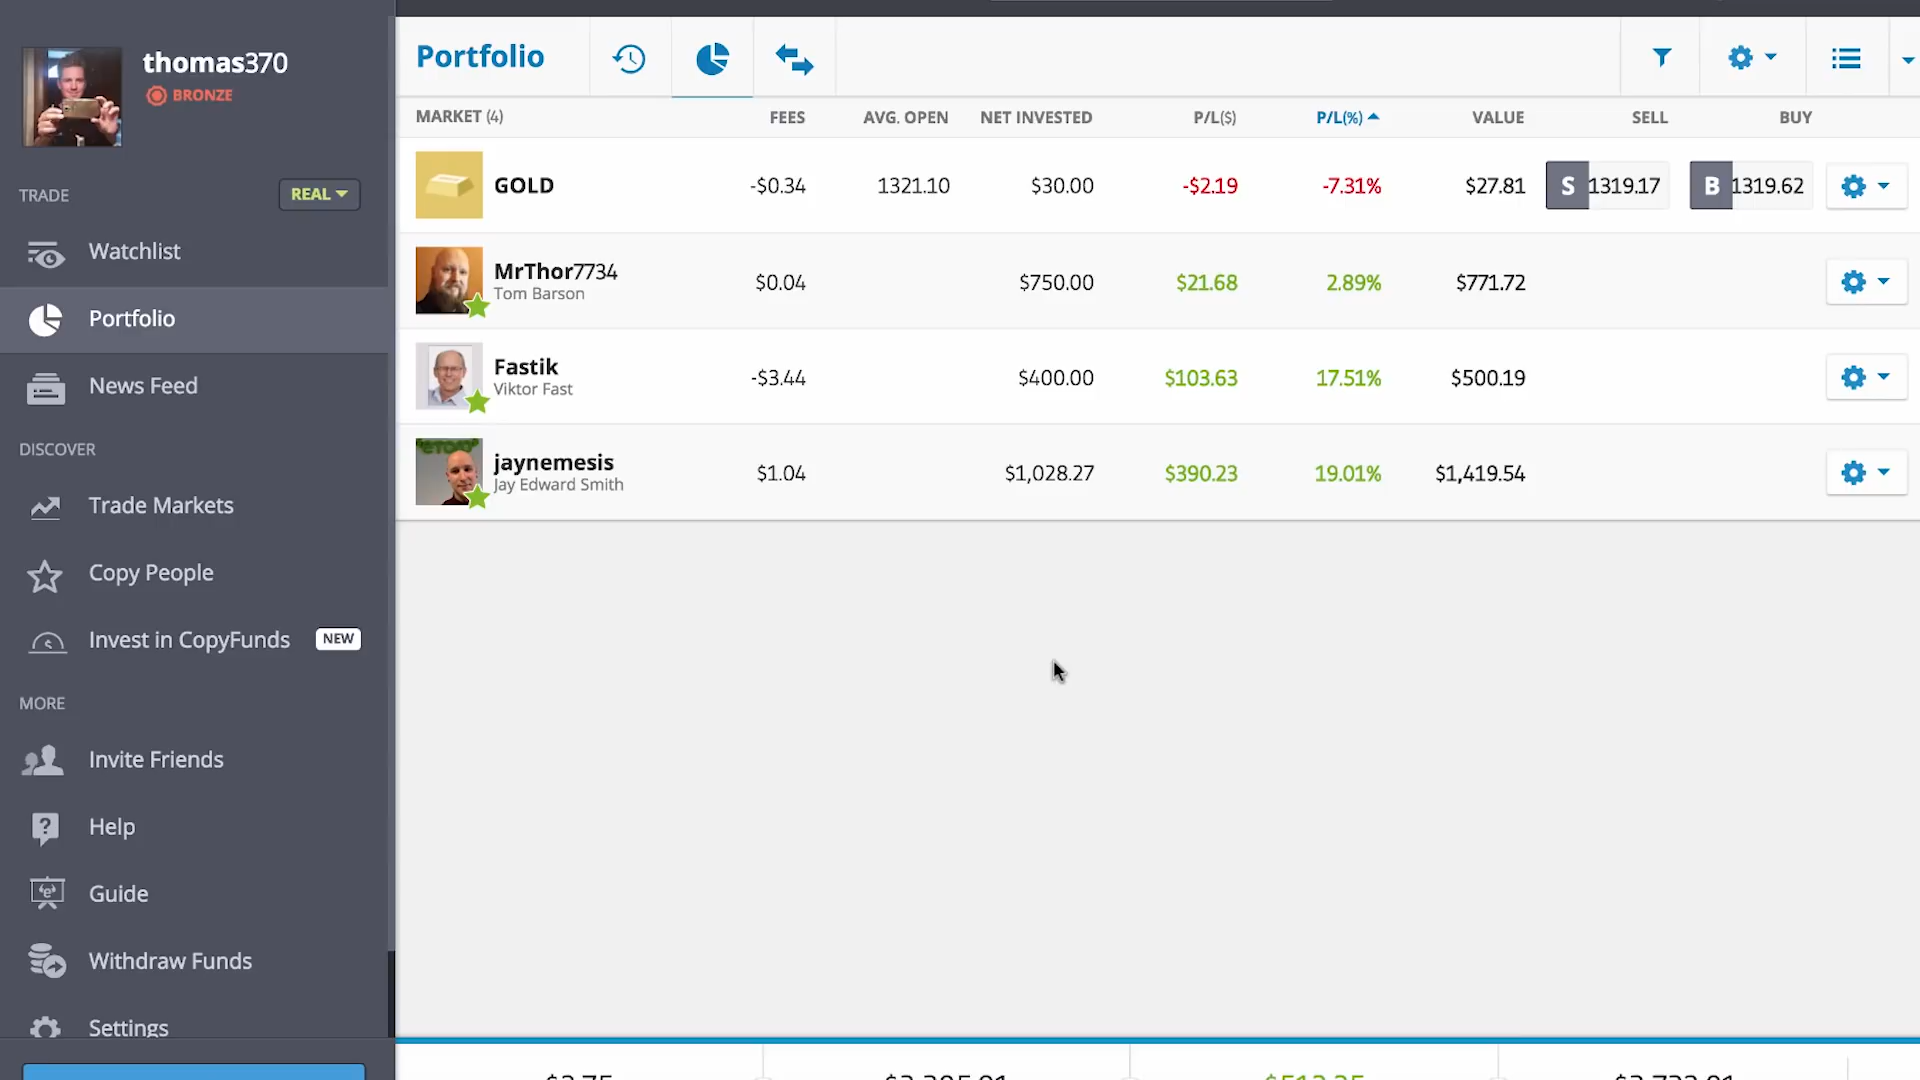 thomas370
BRONZE
TRADE
REAL
Watchlist
Portfolio
News Feed
DISCOVER
Trade Markets
Copy People
Invest in CopyFunds NEW
MORE
Invite Friends
Help
Guide
Withdraw Funds
Settings
Portfolio
MARKET (4) FEES AVG. OPEN NET INVESTED P/L($) P/L(%) VALUE SELL BUY
GOLD -$0.34 1321.10 $30.00 -$2.19 -7.31% $27.81 S 1319.17 B 1319.62
MrThor7734
Tom Barson
$0.04 $750.00 $21.68 2.89% $771.72
Fastik
Viktor Fast
-$3.44 $400.00 $103.63 17.51% $500.19
jaynemesis
Jay Edward Smith
$1.04 $1,028.27 $390.23 19.01% $1,419.54